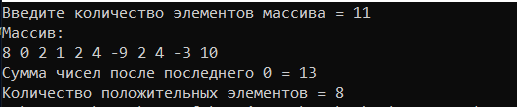 Введите количество элементов массива = 11
Массив:
8 0 2 1 2 4 -9 2 4 -3 10
Сумма чисел после последнего 0 = 13
Количество положительных элементов = 8